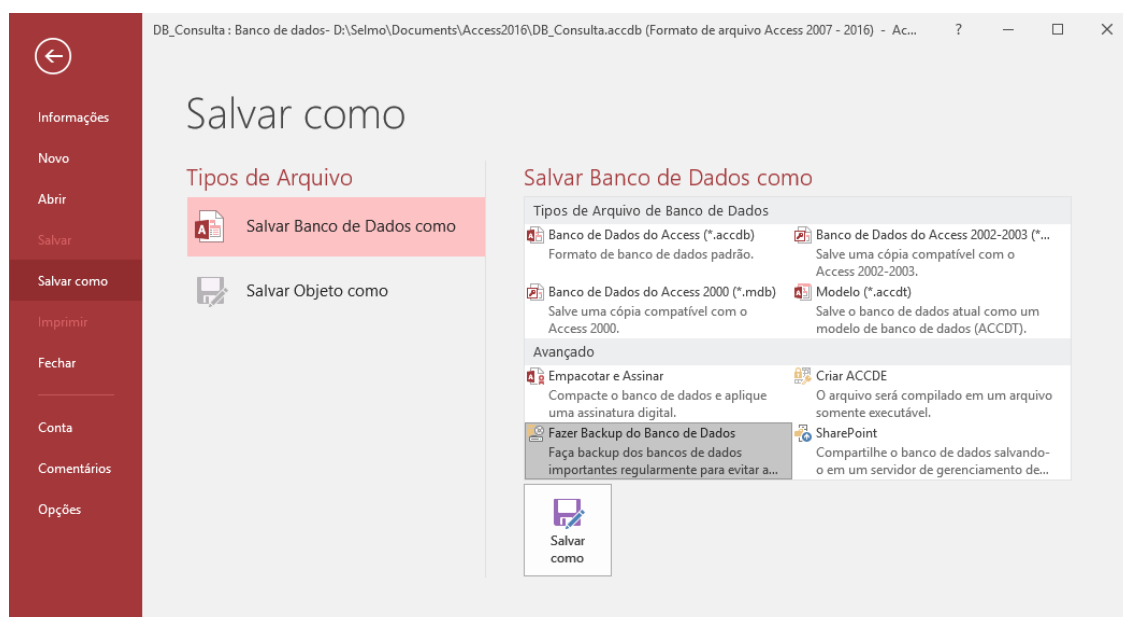 DB_Consulta : Banco de dados- D:\Selmo\Documents\Access2016\DB_Consulta.accdb (Formato de arquivo Access 2007 - 2016) - Ac... ?
Informações
Novo
Abrir
Salvar
Salvar como
Imprimir
Fechar
Conta
Comentários
Opções
Salvar como
Tipos de Arquivo
Salvar Banco de Dados como
Salvar Objeto como
Salvar Banco de Dados como
Tipos de Arquivo de Banco de Dados
Banco de Dados do Access (*.accdb)
Formato de banco de dados padrão.
Banco de Dados do Access 2002-2003 (*...
Salve uma cópia compatível com o
Access 2002-2003.
Banco de Dados do Access 2000 (*.mdb)
Salve uma cópia compatível com o
Access 2000.
Modelo (*.accdt)
Salve o banco de dados atual como um
modelo de banco de dados (ACCDT).
Avançado
Empacotar e Assinar
Compacte o banco de dados e aplique
uma assinatura digital.
Criar ACCDE
O arquivo será compilado em um arquivo
somente executável.
Fazer Backup do Banco de Dados
Faça backup dos bancos de dados
importantes regularmente para evitar a...
SharePoint
Compartilhe o banco de dados salvando-
o em um servidor de gerenciamento de...
Salvar
como